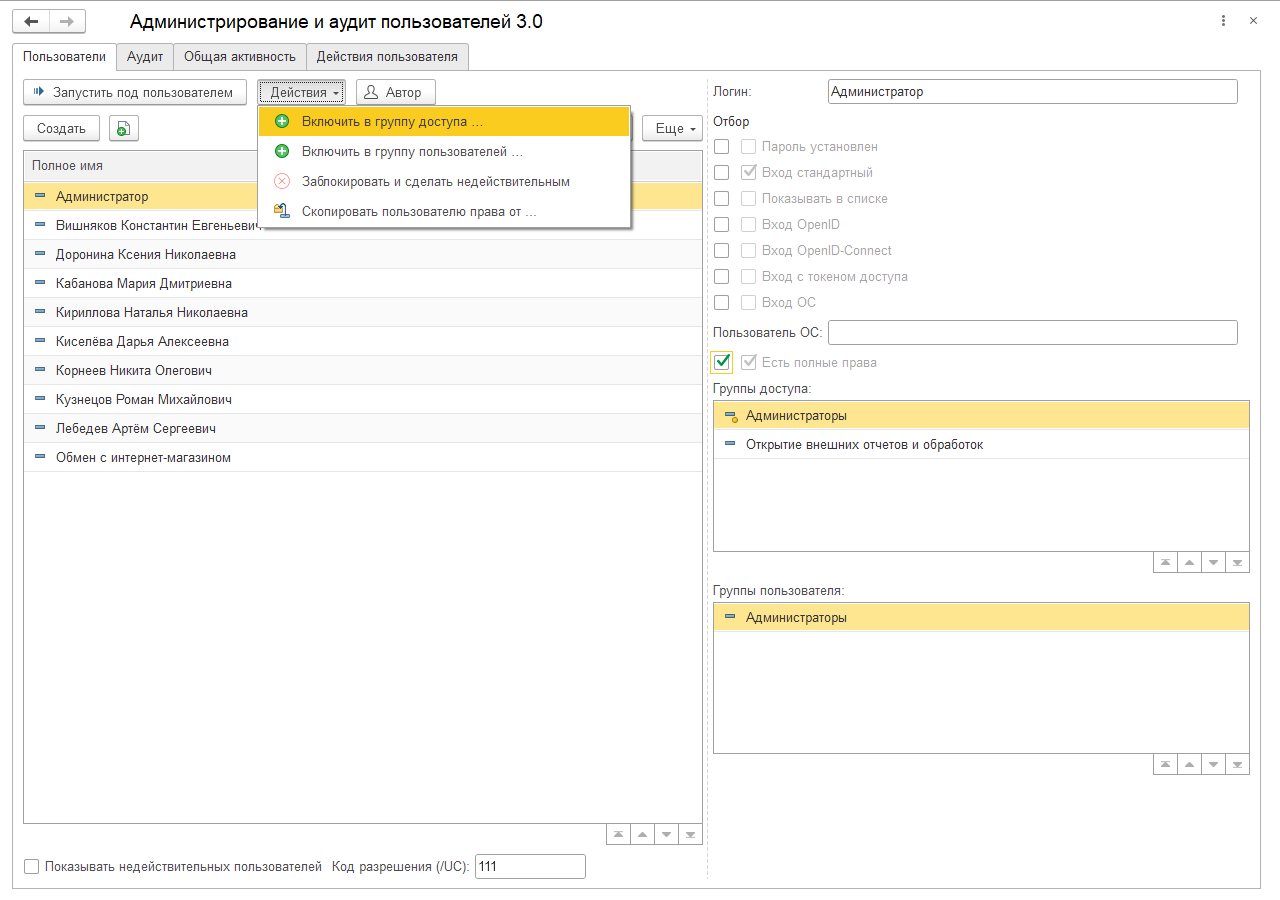 Администрирование и аудит пользователей 3.0
Пользователи
Аудит
Общая активность
Действия пользователя
Запустить под пользователем
Действия
Автор
Создать
Еще
Включить в группу доступа ...
Включить в группу пользователей ...
Заблокировать и сделать недействительным
Скопировать пользователю права от ...
Полное имя
Администратор
Вишняков Константин Евгеньевич
Доронина Ксения Николаевна
Кабанова Мария Дмитриевна
Кириллова Наталья Николаевна
Киселёва Дарья Алексеевна
Корнеев Никита Олегович
Кузнецов Роман Михайлович
Лебедев Артём Сергеевич
Обмен с интернет-магазином
Показывать недействительных пользователей
Код разрешения (/UC):
111
Логин:
Администратор
Отбор
Пароль установлен
Вход стандартный
Показывать в списке
Вход OpenID
Вход OpenID-Connect
Вход с токеном доступа
Вход ОС
Пользователь ОС:
Есть полные права
Группы доступа:
Администраторы
Открытие внешних отчетов и обработок
Группы пользователя:
Администраторы